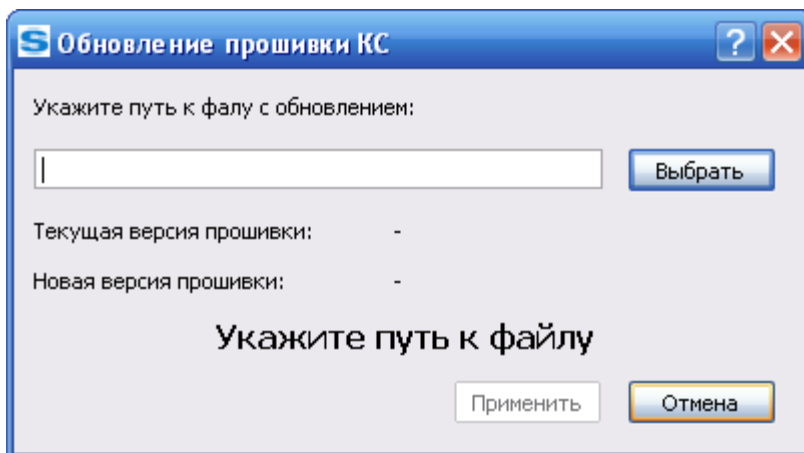 S Обновление прошивки КС ?
Укажите путь к фалу с обновлением:
Выбрать
Текущая версия прошивки: -
Новая версия прошивки: -
Укажите путь к файлу
Применить Отмена